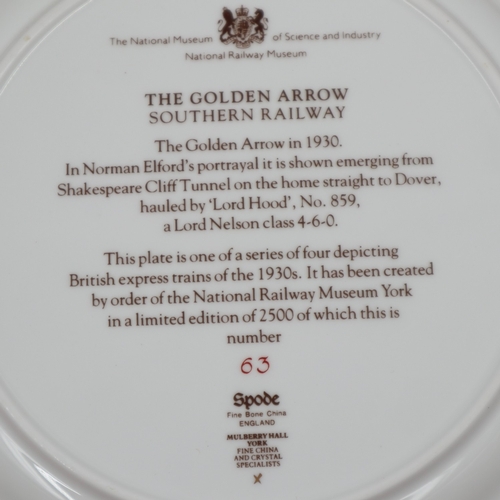 The National Museum of Science and Industry
National Railway Museum
THE GOLDEN ARROW
SOUTHERN RAILWAY
The Golden Arrow in 1930.
In Norman Elford's portrayal it is shown emerging from
Shakespeare Cliff Tunnel on the home straight to Dover,
hauled by 'Lord Hood', No. 859,
a Lord Nelson class 4-6-0.
This plate is one of a series of four depicting
British express trains of the 1930s. It has been created
by order of the National Railway Museum York
in a limited edition of 2500 of which this is
number
63
Spode
Fine Bone China
ENGLAND
MULBERRY HALL
YORK
FINE CHINA
AND CRYSTAL
SPECIALISTS